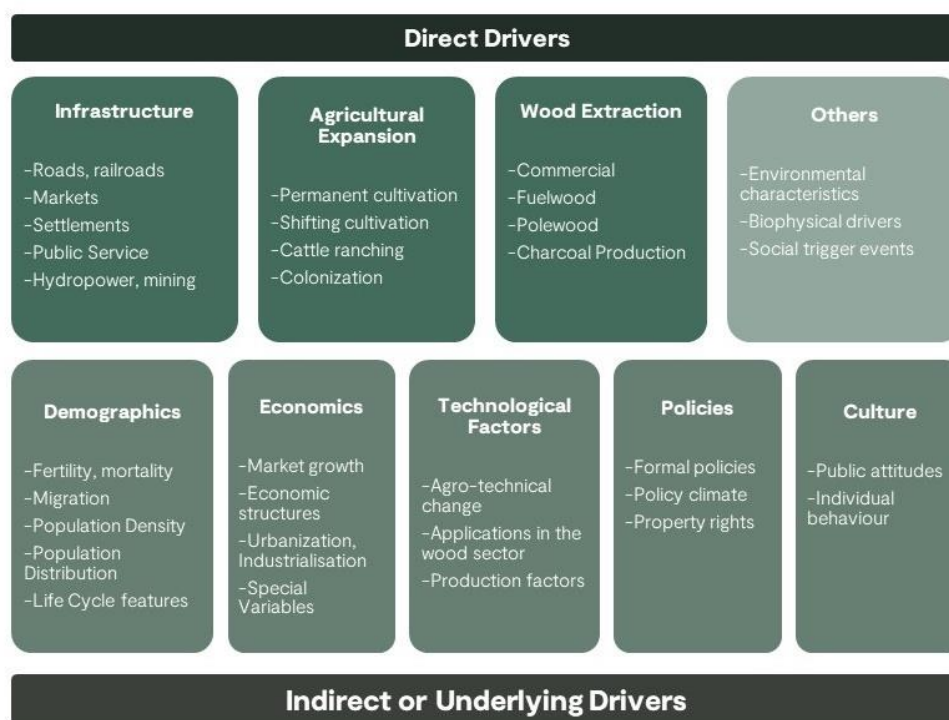 Direct Drivers
Infrastructure
-Roads, railroads
-Markets
-Settlements
-Public Service
-Hydropower, mining
Agricultural
Expansion
-Permanent cultivation
-Shifting cultivation
-Cattle ranching
-Colonization
Wood Extraction
-Commercial
-Fuelwood
-Polewood
-Charcoal Production
Others
-Environmental
characteristics
-Biophysical drivers
-Social trigger events
Demographics
-Fertility, mortality
-Migration
-Population Density
-Population
Distribution
-Life Cycle features
Economics
-Market growth
-Economic
structures
-Urbanization,
Industrialisation
-Special
Variables
Technological
Factors
-Agro-technical
change
-Applications in the
wood sector
-Production factors
Policies
-Formal policies
-Policy climate
-Property rights
Culture
-Public attitudes
-Individual
behaviour
Indirect or Underlying Drivers